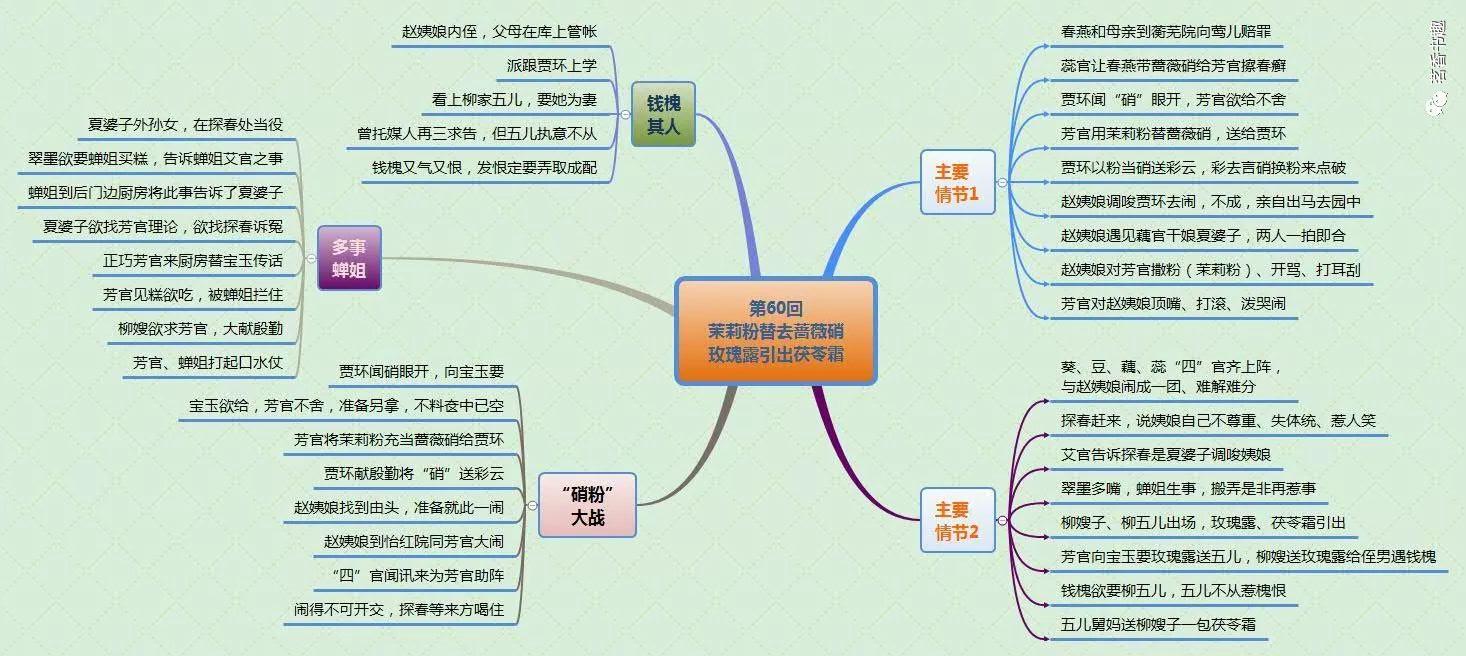 第60回
茉莉粉替去蔷薇硝
玫瑰露引出茯苓霜
主要
情节1
春燕和母亲到蘅芜院向莺儿赔罪
蕊官让春燕带蔷薇硝给芳官擦春癣
贾环闻“硝”眼开，芳官欲给不舍
芳官用茉莉粉替蔷薇硝，送给贾环
贾环以粉当硝送彩云，彩去言硝换粉来点破
赵姨娘调唆贾环去闹，不成，亲自出马去园中
赵姨娘遇见藕官干娘夏婆子，两人一拍即合
赵姨娘对芳官撒粉（茉莉粉）、开骂、打耳刮
芳官对赵姨娘顶嘴、打滚、泼哭闹
主要
情节2
葵、豆、藕、蕊“四”官齐上阵，
与赵姨娘闹成一团、难解难分
探春赶来，说姨娘自己不尊重、失体统、惹人笑
艾官告诉探春是夏婆子调唆姨娘
翠墨多嘴，蝉姐生事，搬弄是非再惹事
柳嫂子、柳五儿出场，玫瑰露、茯苓霜引出
芳官向宝玉要玫瑰露送五儿，柳嫂送玫瑰露给侄男遇钱槐
钱槐欲要柳五儿，五儿不从惹槐恨
五儿舅妈送柳嫂子一包茯苓霜
钱槐
其人
赵姨娘内侄，父母在库上管帐
派跟贾环上学
看上柳家五儿，要她为妻
曾托媒人再三求告，但五儿执意不从
钱槐又气又恨，发恨定要弄取成配
多事
蝉姐
夏婆子外孙女，在探春处当役
翠墨欲要蝉姐买糕，告诉蝉姐艾官之事
蝉姐到后门边厨房将此事告诉了夏婆子
夏婆子欲找芳官理论，欲找探春诉冤
正巧芳官来厨房替宝玉传话
芳官见糕欲吃，被蝉姐拦住
柳嫂欲求芳官，大献殷勤
芳官、蝉姐打起口水仗
“硝粉”
大战
贾环闻硝眼开，向宝玉要
宝玉欲给，芳官不舍，准备另拿，不料奁中已空
芳官将茉莉粉充当蔷薇硝给贾环
贾环献殷勤将“硝”送彩云
赵姨娘找到由头，准备就此一闹
赵姨娘到怡红院同芳官大闹
“四”官闻讯来为芳官助阵
闹得不可开交，探春等来方喝住